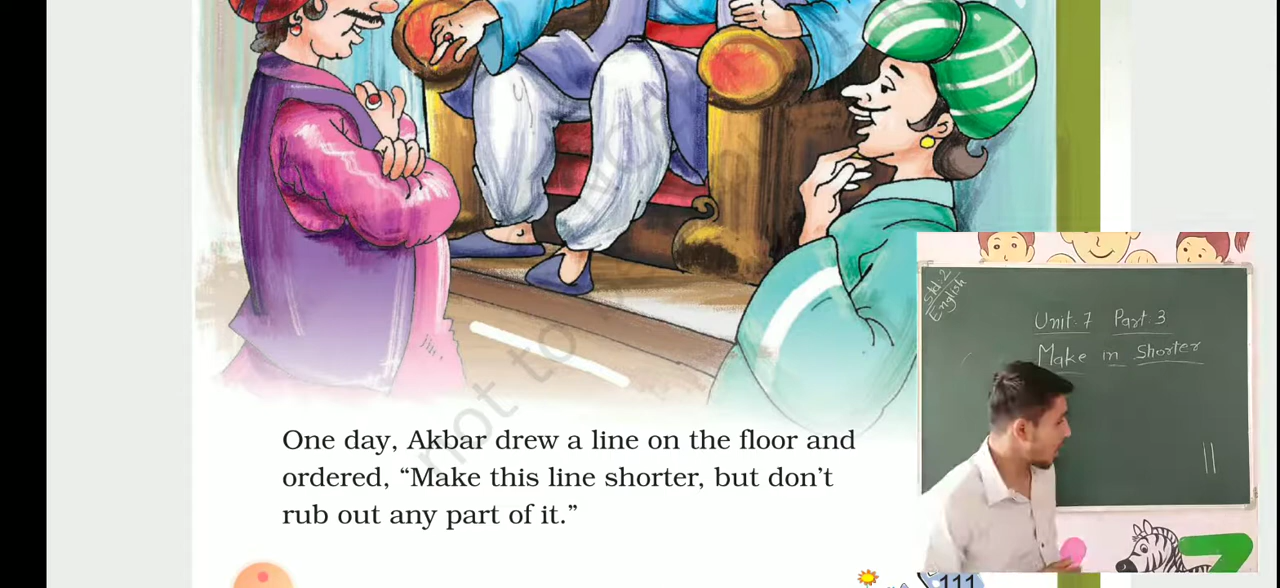 One day, Akbar drew a line on the floor and
ordered, “Make this line shorter, but don’t
rub out any part of it.”
111
Std. 2
English
Unit. 7 Part. 3
Make in Shorter